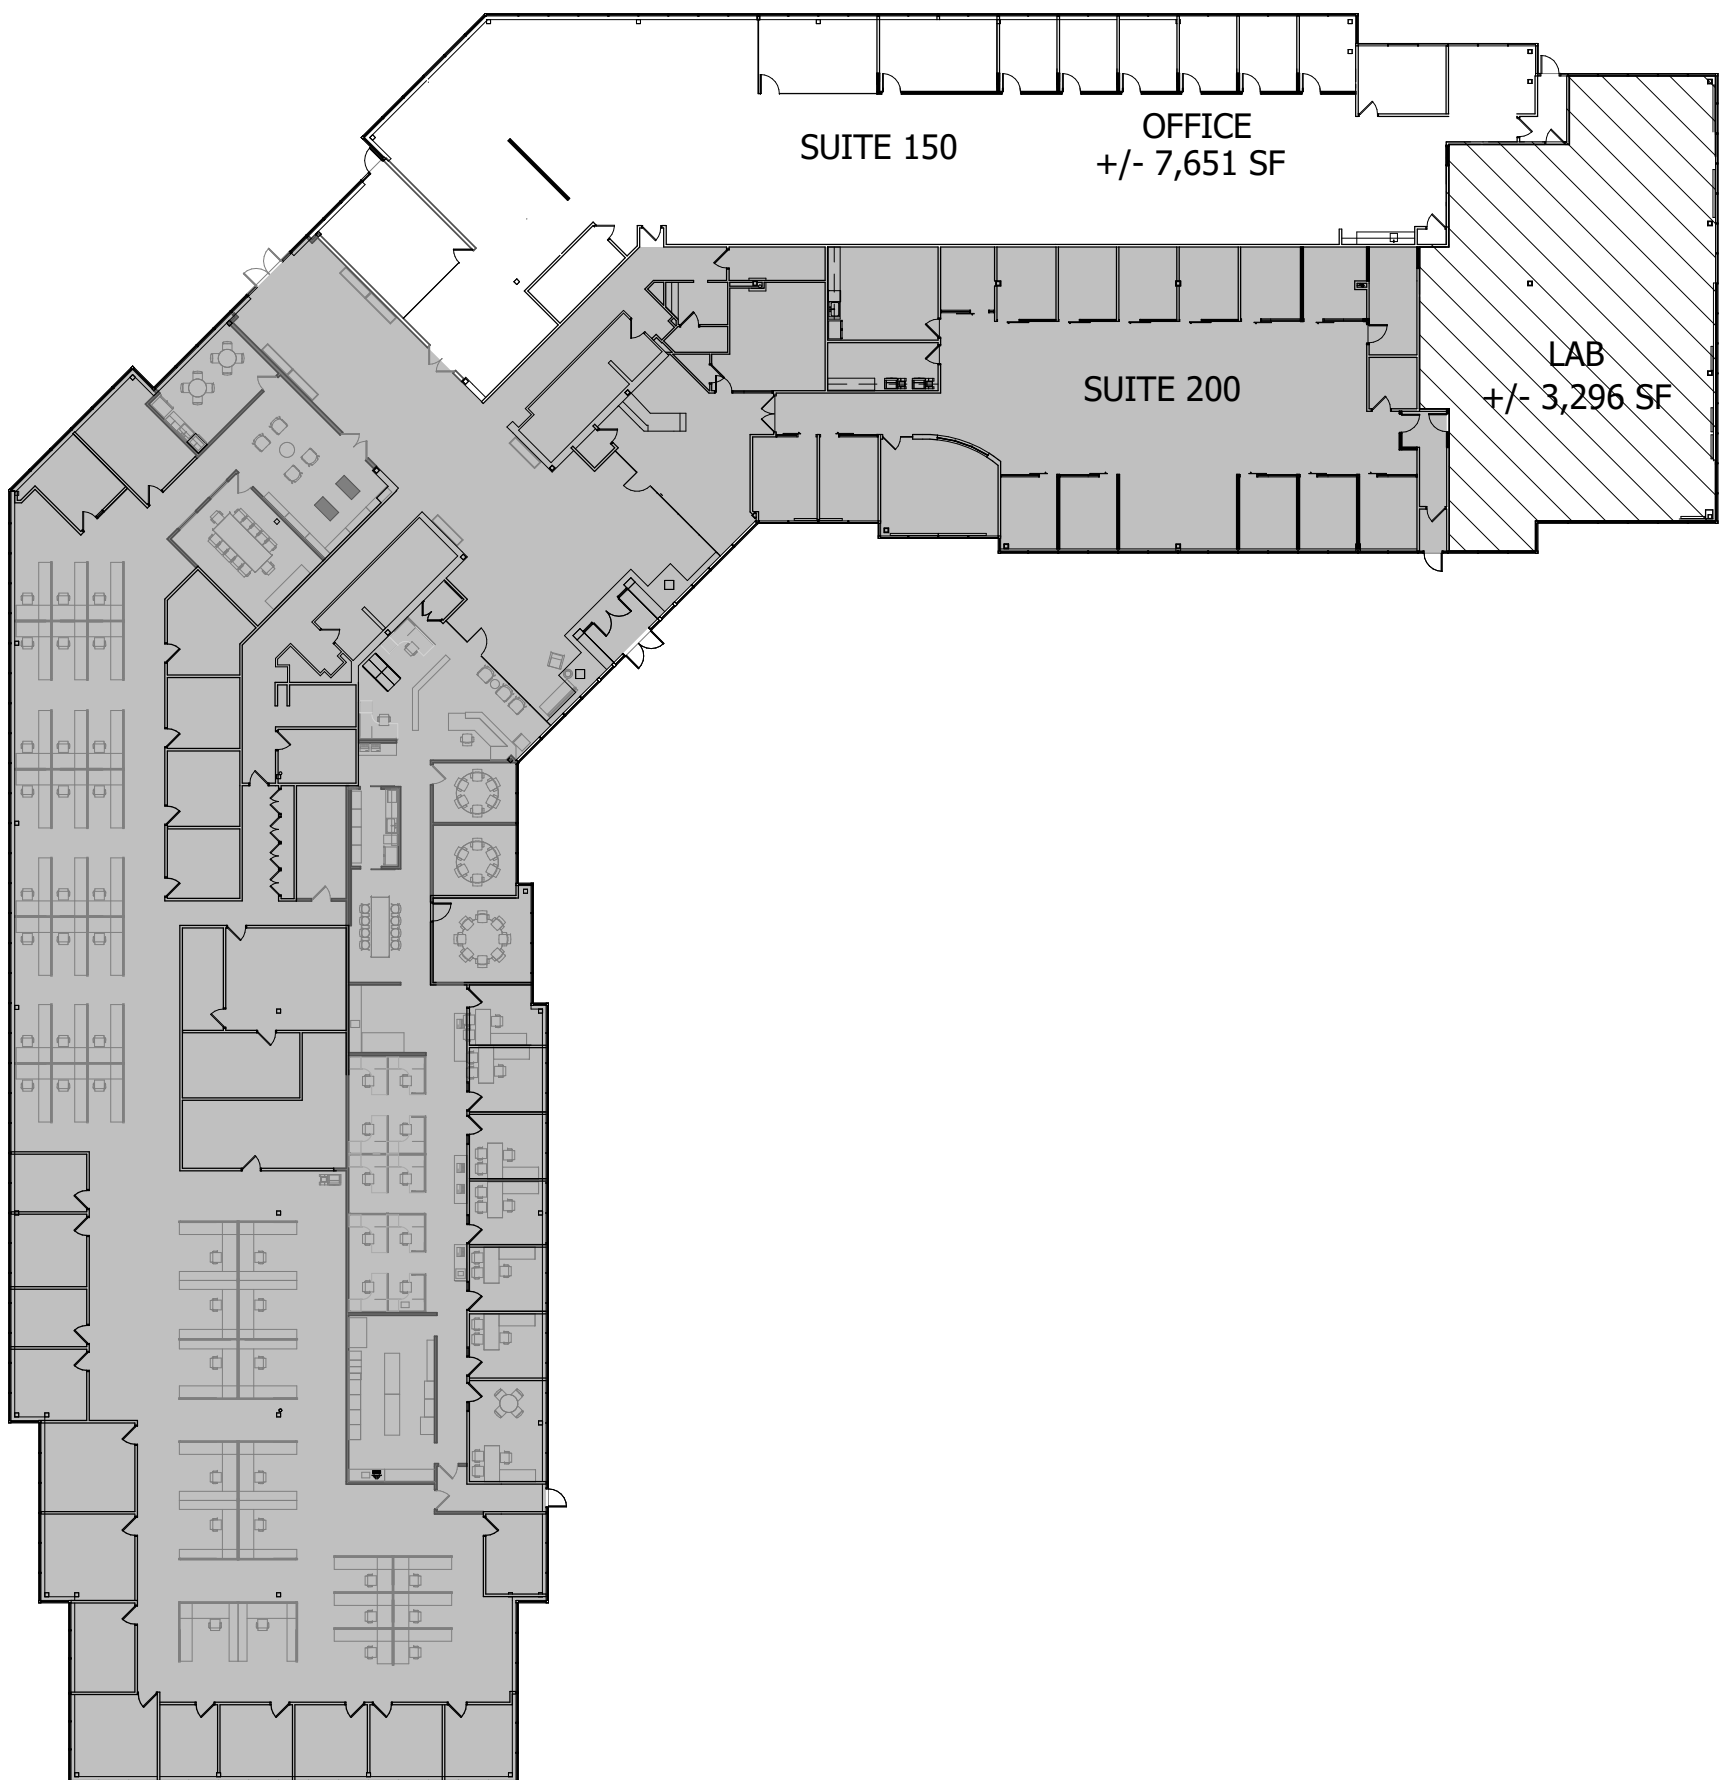 SUITE 150
OFFICE
+/- 7,651 SF
SUITE 200
LAB
+/- 3,296 SF